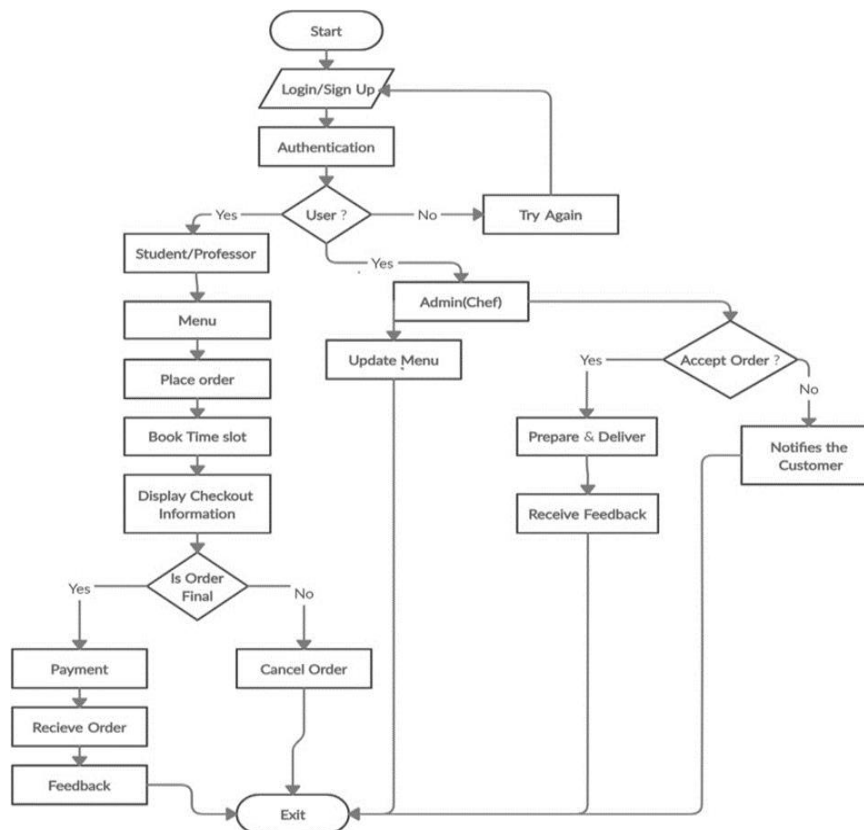 Start
Login/Sign Up
Authentication
User ?
Yes
No
Try Again
Student/Professor
Yes
Menu
Admin(Chef)
Update Menu
Yes
Accept Order ?
No
Place order
Book Time slot
Prepare & Deliver
Notifies the
Customer
Display Checkout
Information
Receive Feedback
Is Order
Final
Yes
No
Payment
Cancel Order
Recieve Order
Feedback
Exit